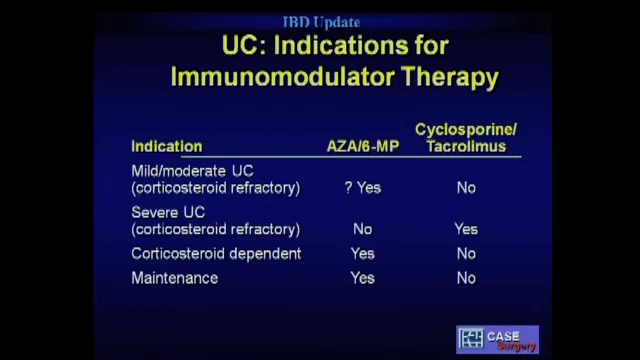 IBD Update
UC: Indications for
Immunomodulator Therapy
Cyclosporine/
Indication AZA/6-MP Tacrolimus
Mild/moderate UC
(corticosteroid refractory) ? Yes No
Severe UC
(corticosteroid refractory) No Yes
Corticosteroid dependent Yes No
Maintenance Yes No
CASE
Surgery